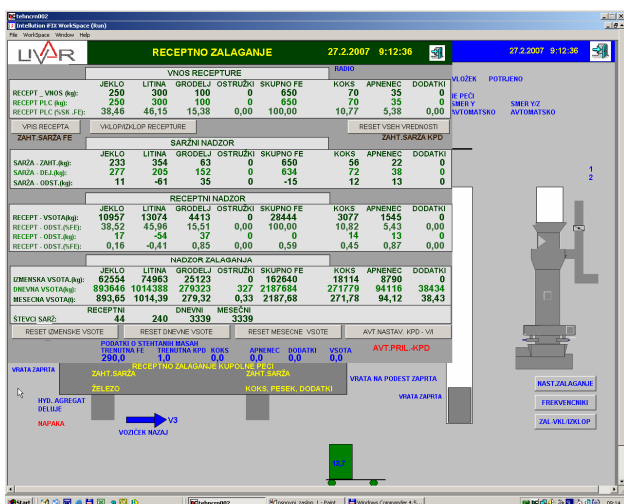 tehncrn002
Intellution iFIX WorkSpace (Run)
File WorkSpace Window Help
LIVAR RECEPTNO ZALAGANJE 27.2.2007 9:12:36
27.2.2007 9:12:36
VNOS RECEPTURE RADIO
JEKLO LITINA GRODELJ OSTRUŽKI SKUPNO FE KOKS APNENEC DODATKI
RECEPT _ VNOS (kg): 250 300 100 0 650 70 35 0
RECEPT PLC (kg): 250 300 100 0 650 70 35 0
RECEPT PLC (%SK .FE): 38,46 46,15 15,38 0,00 100,00 10,77 5,38 0,00
VLOŽEK POTRJENO
JE PEČI
SMER Y SMER Y/Z
AVTOMATSKO AVTOMATSKO
VPIS RECEPTA VKLOP/IZKLOP RECEPTURE RESET VSEH VREDNOSTI
ZAHT.SARŽA FE ZAHT.SARŽA KPD
SARŽNI NADZOR
JEKLO LITINA GRODELJ OSTRUŽKI SKUPNO FE KOKS APNENEC DODATKI
SARŽA - ZAHT.(kg): 233 354 63 0 650 56 22 0
SARŽA - DEJ.(kg): 277 205 152 0 634 72 38 0
SARŽA - ODST.(kg): 11 -61 35 0 -15 12 13 0
1
2
RECEPTNI NADZOR
JEKLO LITINA GRODELJ OSTRUŽKI SKUPNO FE KOKS APNENEC DODATKI
RECEPT - VSOTA(kg): 10957 13074 4413 0 28444 3077 1545 0
RECEPT - ODST.(%FE): 38,52 45,96 15,51 0,00 100,00 10,82 5,43 0,00
RECEPT - ODST.(kg): 17 -54 37 0 0 14 13 0
RECEPT - ODST.(%FE): 0,16 -0,41 0,85 0,00 0,59 0,45 0,87 0,00
NADZOR ZALAGANJA
JEKLO LITINA GRODELJ OSTRUŽKI SKUPNO FE KOKS APNENEC DODATKI
IZMENSKA VSOTA.(kg): 62554 74963 25123 0 162640 18114 8790 0
DNEVNA VSOTA(kg): 893646 1014388 279323 327 2187684 271779 94116 38434
MESECNA VSOTA(t): 893,65 1014,39 279,32 0,33 2187,68 271,78 94,12 38,43
RECEPTNI DNEVNI MESEČNI
ŠTEVCI SARŽ: 44 240 3339 3339
RESET IZMENSKE VSOTE RESET DNEVNE VSOTE RESET MESECNE VSOTE AVT.NASTAV. KPD - V/I
PODATKI O STEHTANIH MASAH
TRENUTNA FE TRENUTNA KPD KOKS APNENEC DODATKI VSOTA AVT.PRIL.-KPD
290,0 1,0 0,0 0,0 0,0 0,0
RECEPTNO ZALAGANJE KUPOLNE PECI
VRATA ZAPRTA ZAHT.SARŽA ZAHT.SARŽA
VRATA NA PODEST ZAPRTA
ŽELEZO KOKS, PESEK, DODATKI
VRATA ZAPRTA
NAST.ZALAGANJE
HYD. AGREGAT
DELUJE
FREKVENCNIKI
NAPAKA V3
ZAL-VKL/IZKLOP
VOZIČEK NAZAJ
13,7
Start tehncrn002 Osnovni_zaslon_1 - Paint Windows Commander 4.5... 09:14